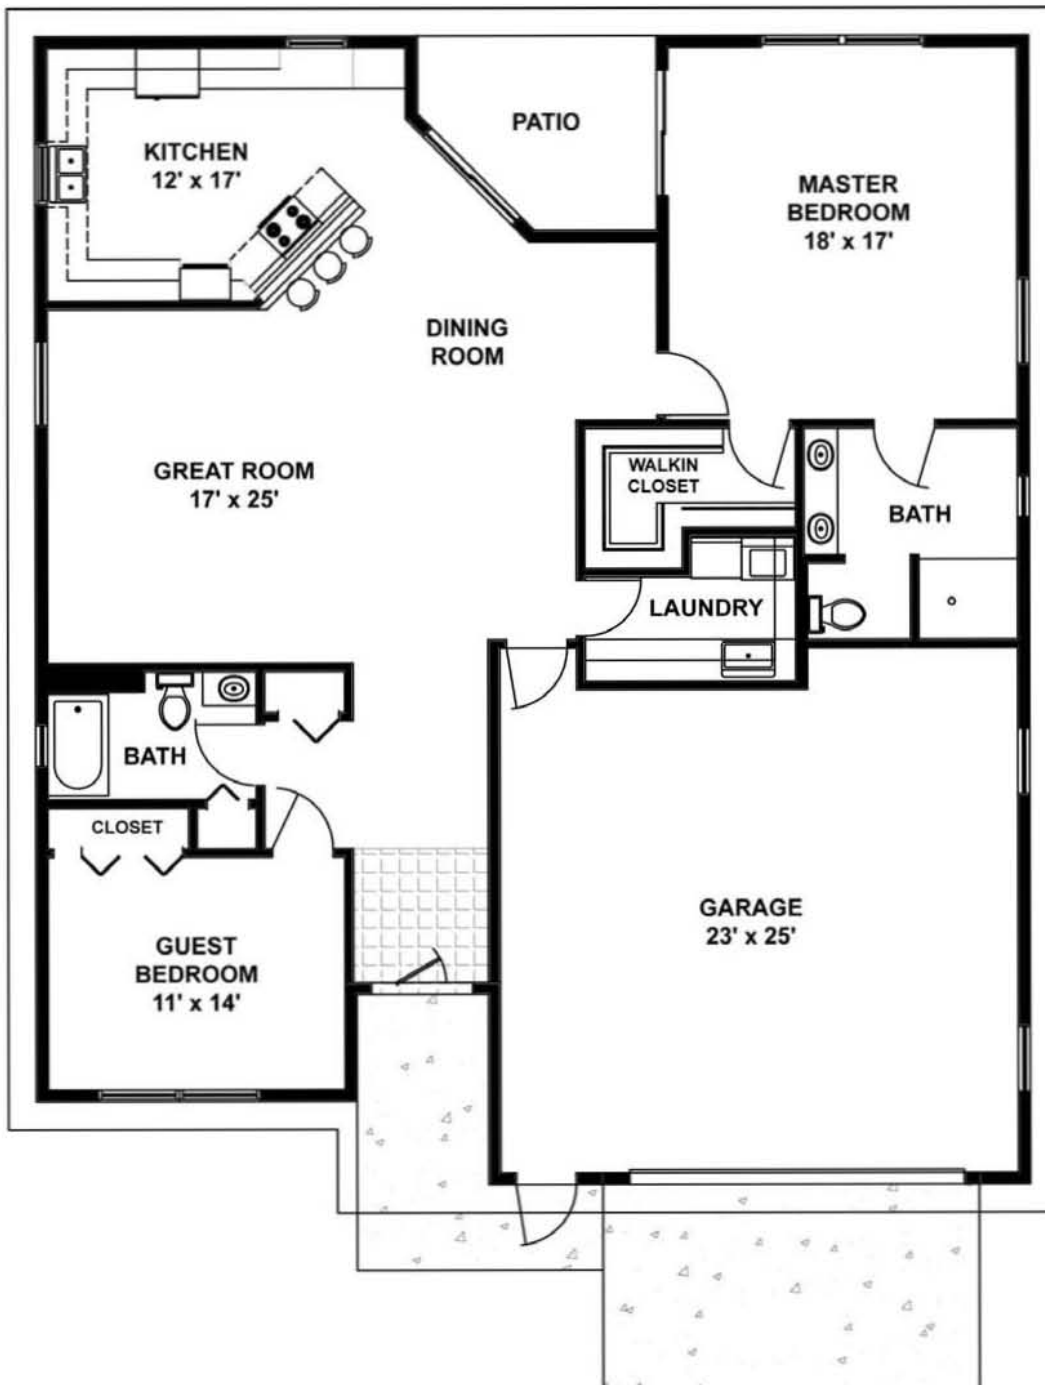 PATIO
KITCHEN
12' x 17'
MASTER
BEDROOM
18' x 17'
DINING
ROOM
GREAT ROOM
17' x 25'
WALKIN
CLOSET
BATH
LAUNDRY
BATH
CLOSET
GUEST
BEDROOM
11' x 14'
GARAGE
23' x 25'